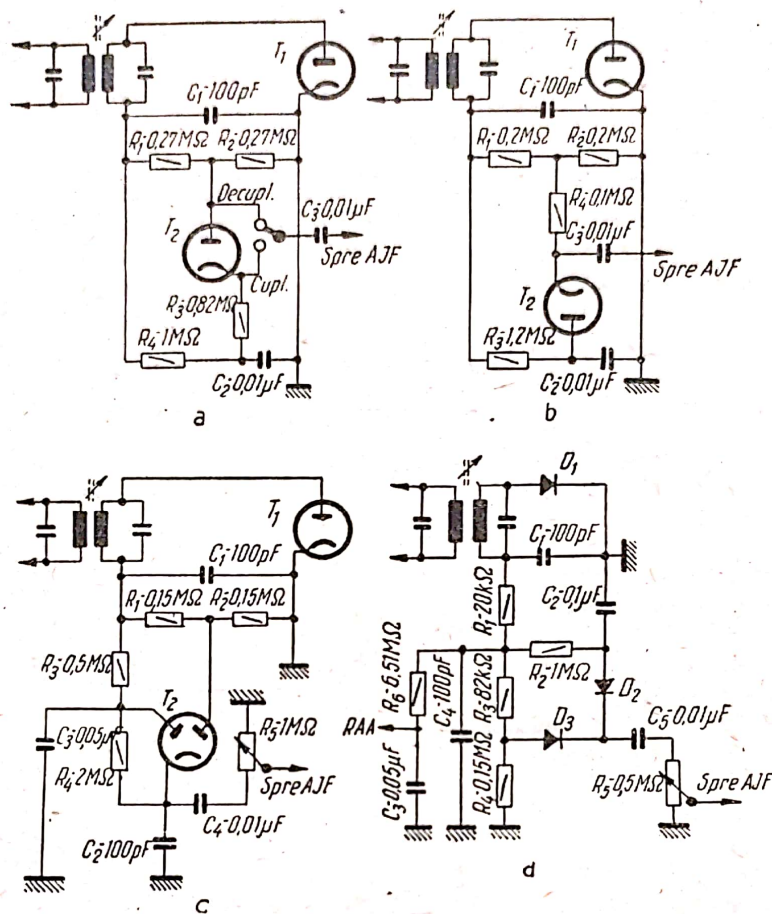 T1
C1-100pF
R1-0,27MΩ R2-0,27MΩ
Decupl.
T2
C3-0,01µF
Spre AJF
Cupl.
R3-0,82MΩ
R4-1MΩ
C2-0,01µF
a
T1
C1-100pF
R1-0,2MΩ R2-0,2MΩ
R4-0,1MΩ
C3-0,01µF
Spre AJF
T2
R3-1,2MΩ
C2-0,01µF
b
T1
C1-100pF
R1-0,15MΩ R2-0,15MΩ
R3-0,5MΩ
T2
C3-0,05µ
R5-1MΩ
R4-2MΩ
Spre AJF
C4-0,01µF
C2-100pF
c
D1
C1-100pF
R1-20kΩ
C2-0,1µF
R6-0,51MΩ
C4-100pF
R2-1MΩ
R3-82kΩ
D2
RAA
D3
C5-0,01µF
C3-0,05µF
R4-0,15MΩ
R5-0,5MΩ
Spre AJF
d